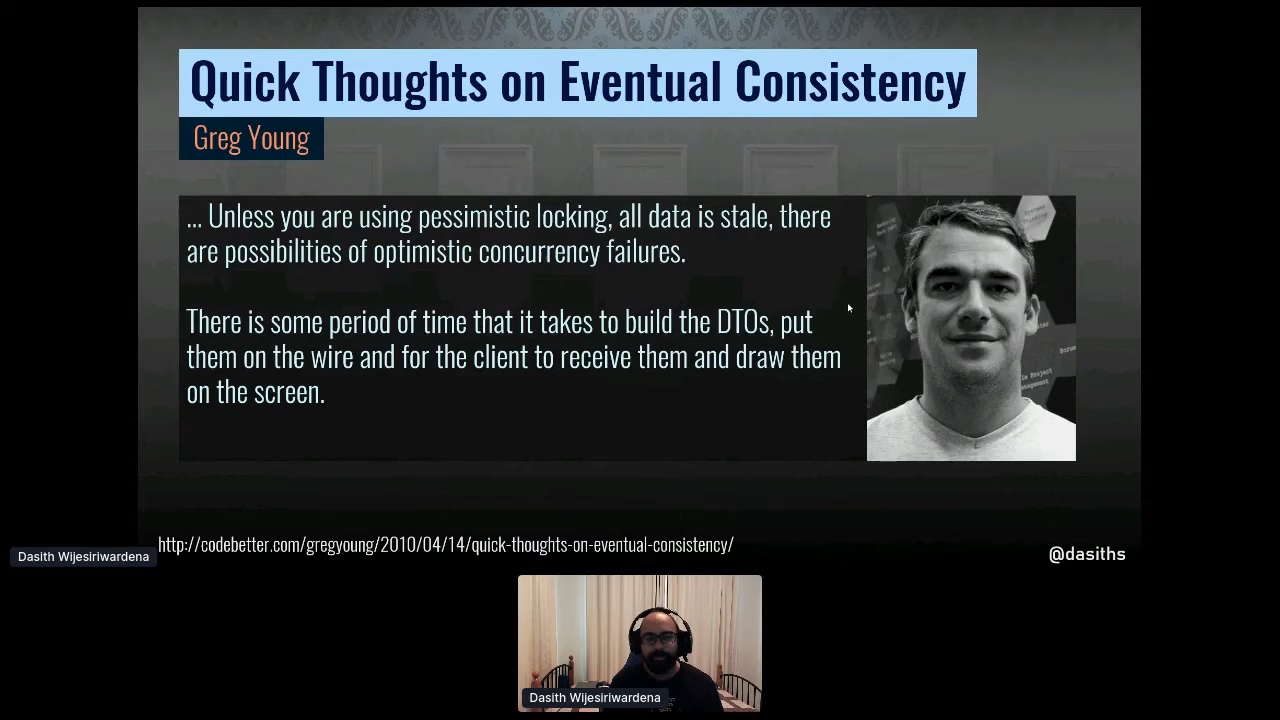 Quick Thoughts on Eventual Consistency
Greg Young
... Unless you are using pessimistic locking, all data is stale, there
are possibilities of optimistic concurrency failures.
There is some period of time that it takes to build the DTOs, put
them on the wire and for the client to receive them and draw them
on the screen.
http://codebetter.com/gregyoung/2010/04/14/quick-thoughts-on-eventual-consistency/
@dasiths
Dasith Wijesiriwardena
Dasith Wijesiriwardena